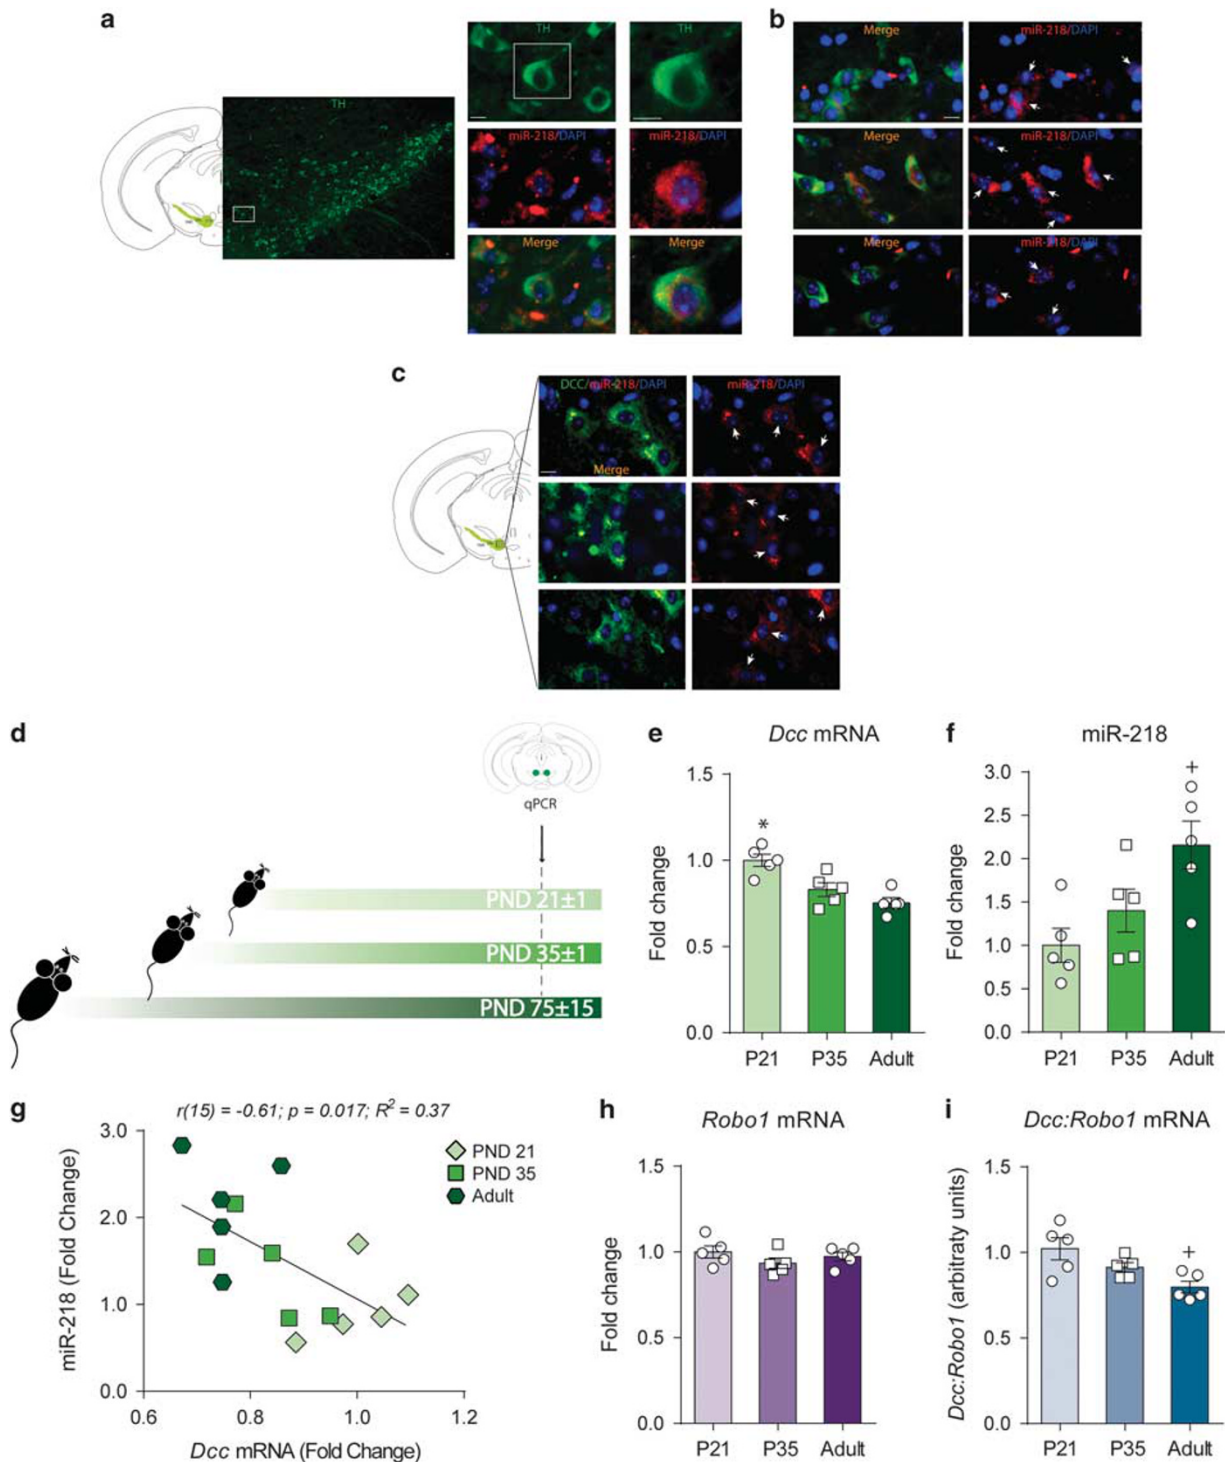 a
TH
TH
TH
miR-218/DAPI
miR-218/DAPI
Merge
Merge
b
Merge
miR-218/DAPI
Merge
miR-218/DAPI
Merge
miR-218/DAPI
c
DCC/miR-218/DAPI
miR-218/DAPI
Merge
d
qPCR
PND 21±1
PND 35±1
PND 75±15
e
Dcc mRNA
Fold change
1.5
1.0
0.5
0.0
*
P21
P35
Adult
f
miR-218
Fold change
3.0
2.5
2.0
1.5
1.0
0.5
0.0
+
P21
P35
Adult
g
r(15) = -0.61; p = 0.017; R² = 0.37
miR-218 (Fold Change)
3.0
2.0
1.0
0.0
0.6
0.8
1.0
1.2
Dcc mRNA (Fold Change)
PND 21
PND 35
Adult
h
Robo1 mRNA
Fold change
1.5
1.0
0.5
0.0
P21
P35
Adult
i
Dcc:Robo1 mRNA
Dcc:Robo1 (arbitraty units)
1.5
1.0
0.5
0.0
+
P21
P35
Adult